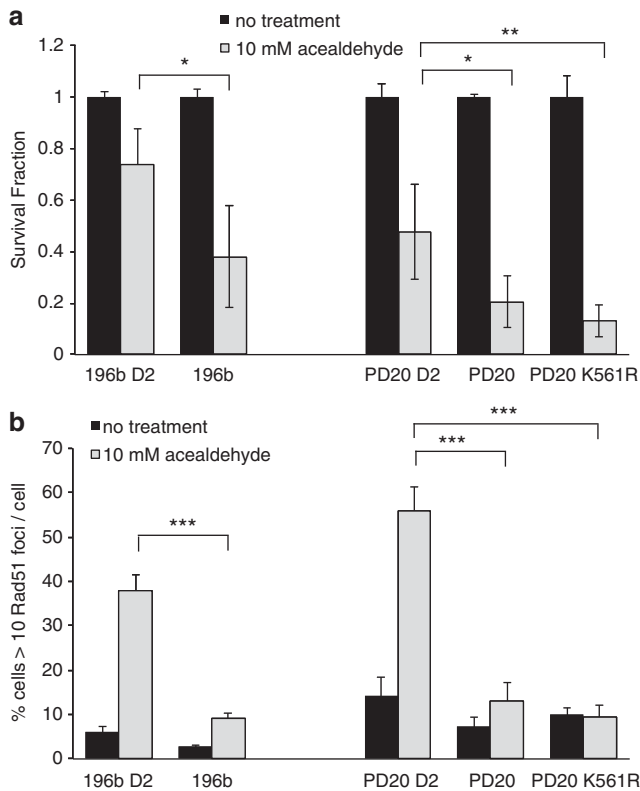 a
no treatment
10 mM acealdehyde
Survival Fraction
1.2
1
0.8
0.6
0.4
0.2
0
*
*
**
196b D2 196b PD20 D2 PD20 PD20 K561R
b
no treatment
10 mM acealdehyde
% cells > 10 Rad51 foci / cell
70
60
50
40
30
20
10
0
***
***
***
196b D2 196b PD20 D2 PD20 PD20 K561R